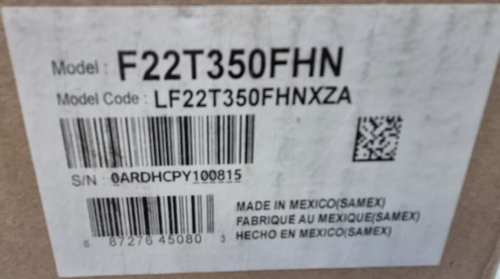 Model : F22T350FHN
Model Code : LF22T350FHNXZA
S/N : 0ARDHCPY100815
MADE IN MEXICO(SAMEX)
FABRIQUE AU MEXIQUE(SAMEX)
HECHO EN MEXICO(SAMEX)
8 87276 45080 3